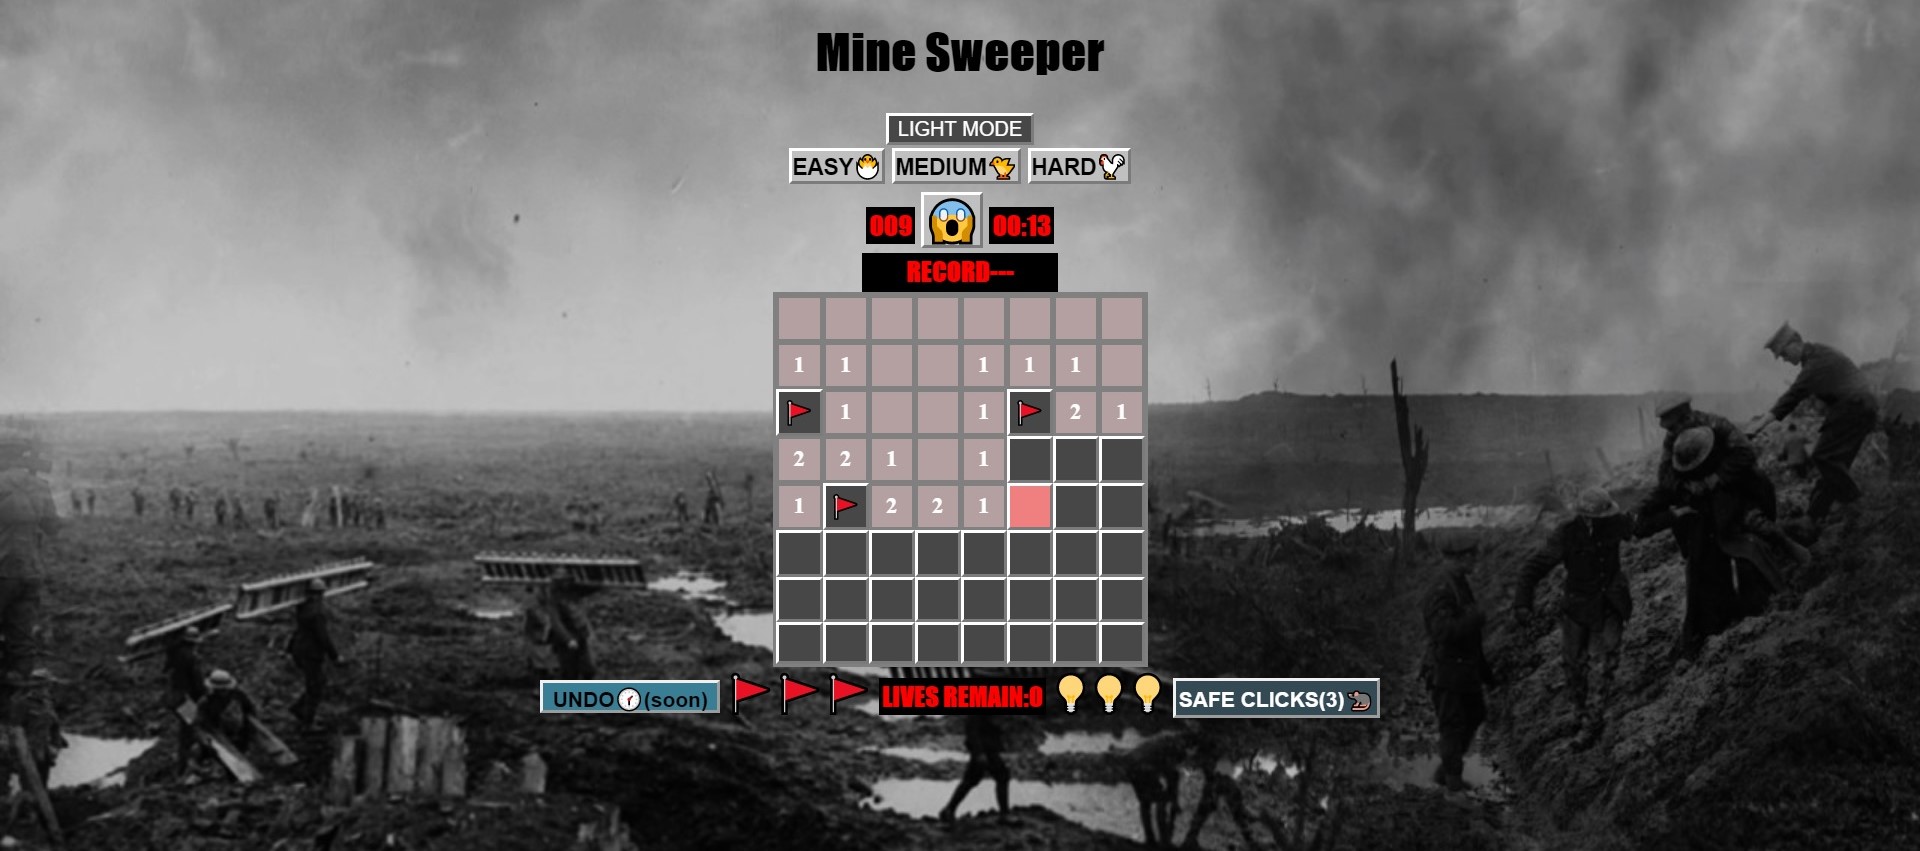 Mine Sweeper
LIGHT MODE
EASY MEDIUM HARD
009 00:13
RECORD---
1 1 1 1 1
1 1 2 1
2 2 1 1
1 2 2 1
UNDO (soon) LIVES REMAIN:0 SAFE CLICKS(3)